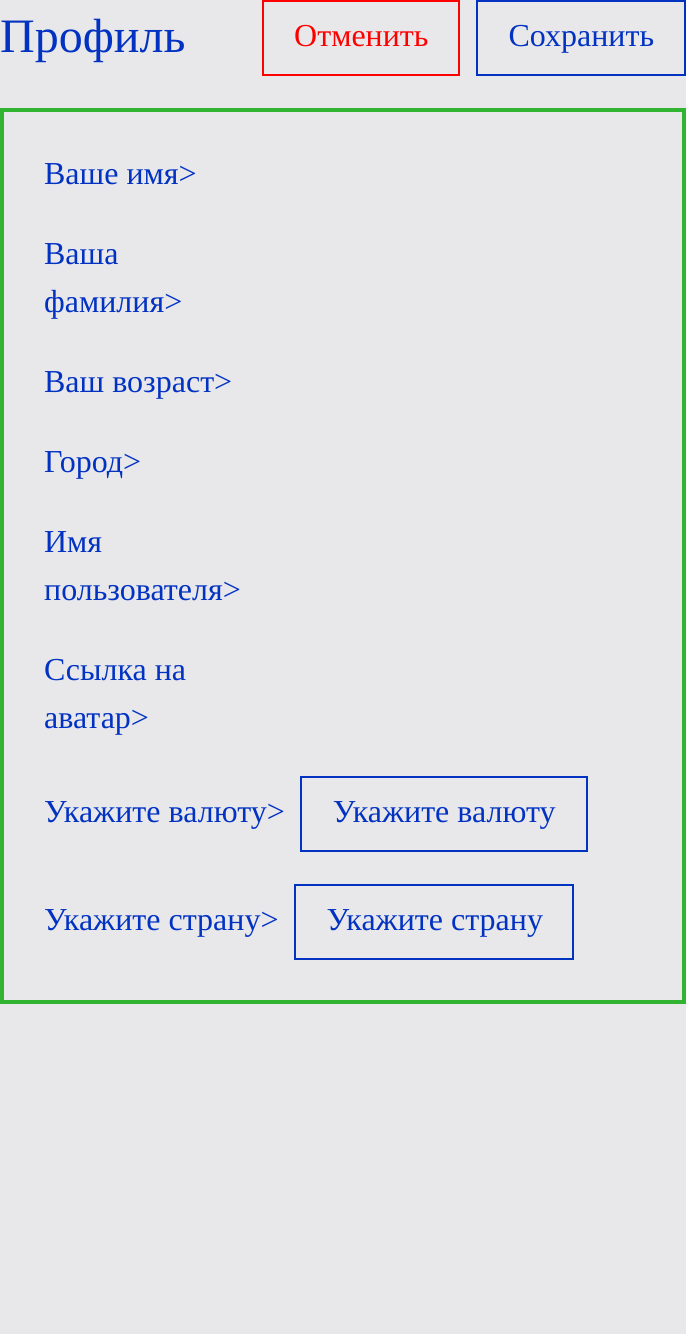 Профиль
Отменить
Сохранить
Ваше имя>
Ваша
фамилия>
Ваш возраст>
Город>
Имя
пользователя>
Ссылка на
аватар>
Укажите валюту>
Укажите валюту
Укажите страну>
Укажите страну